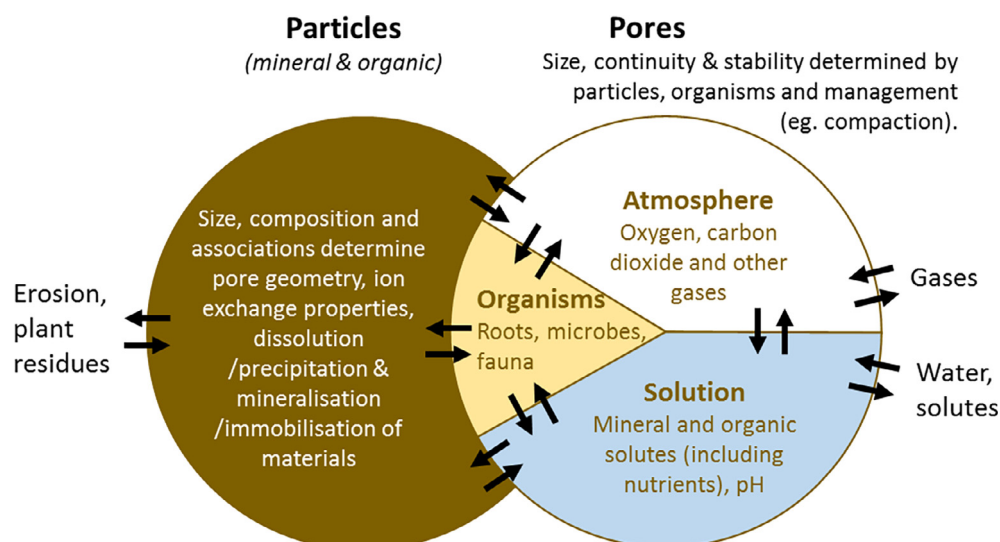 Particles
(mineral & organic)
Pores
Size, continuity & stability determined by
particles, organisms and management
(eg. compaction).
Size, composition and
associations determine
pore geometry, ion
exchange properties,
dissolution
/precipitation &
mineralisation
/immobilisation of
materials
Erosion,
plant
residues
Organisms
Roots, microbes,
fauna
Atmosphere
Oxygen, carbon
dioxide and other
gases
Solution
Mineral and organic
solutes (including
nutrients), pH
Gases
Water,
solutes